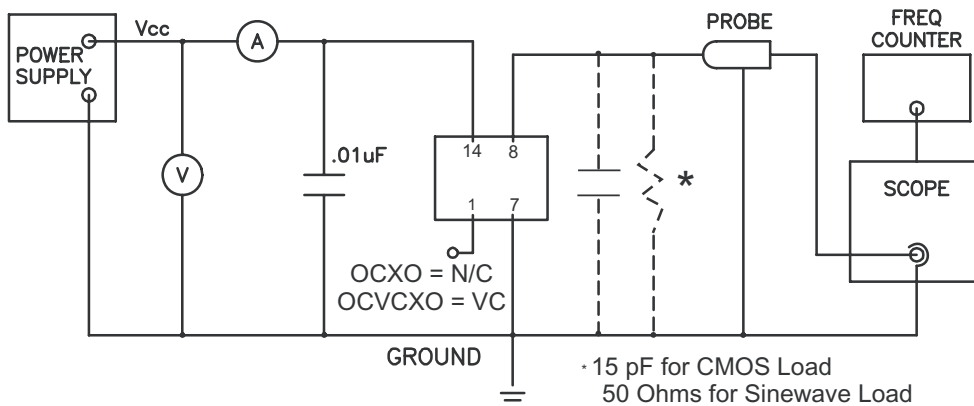 POWER
SUPPLY
Vcc
A
V
.01uF
14 8
1 7
OCXO = N/C
OCVCXO = VC
GROUND
PROBE
*
FREQ
COUNTER
SCOPE
* 15 pF for CMOS Load
50 Ohms for Sinewave Load